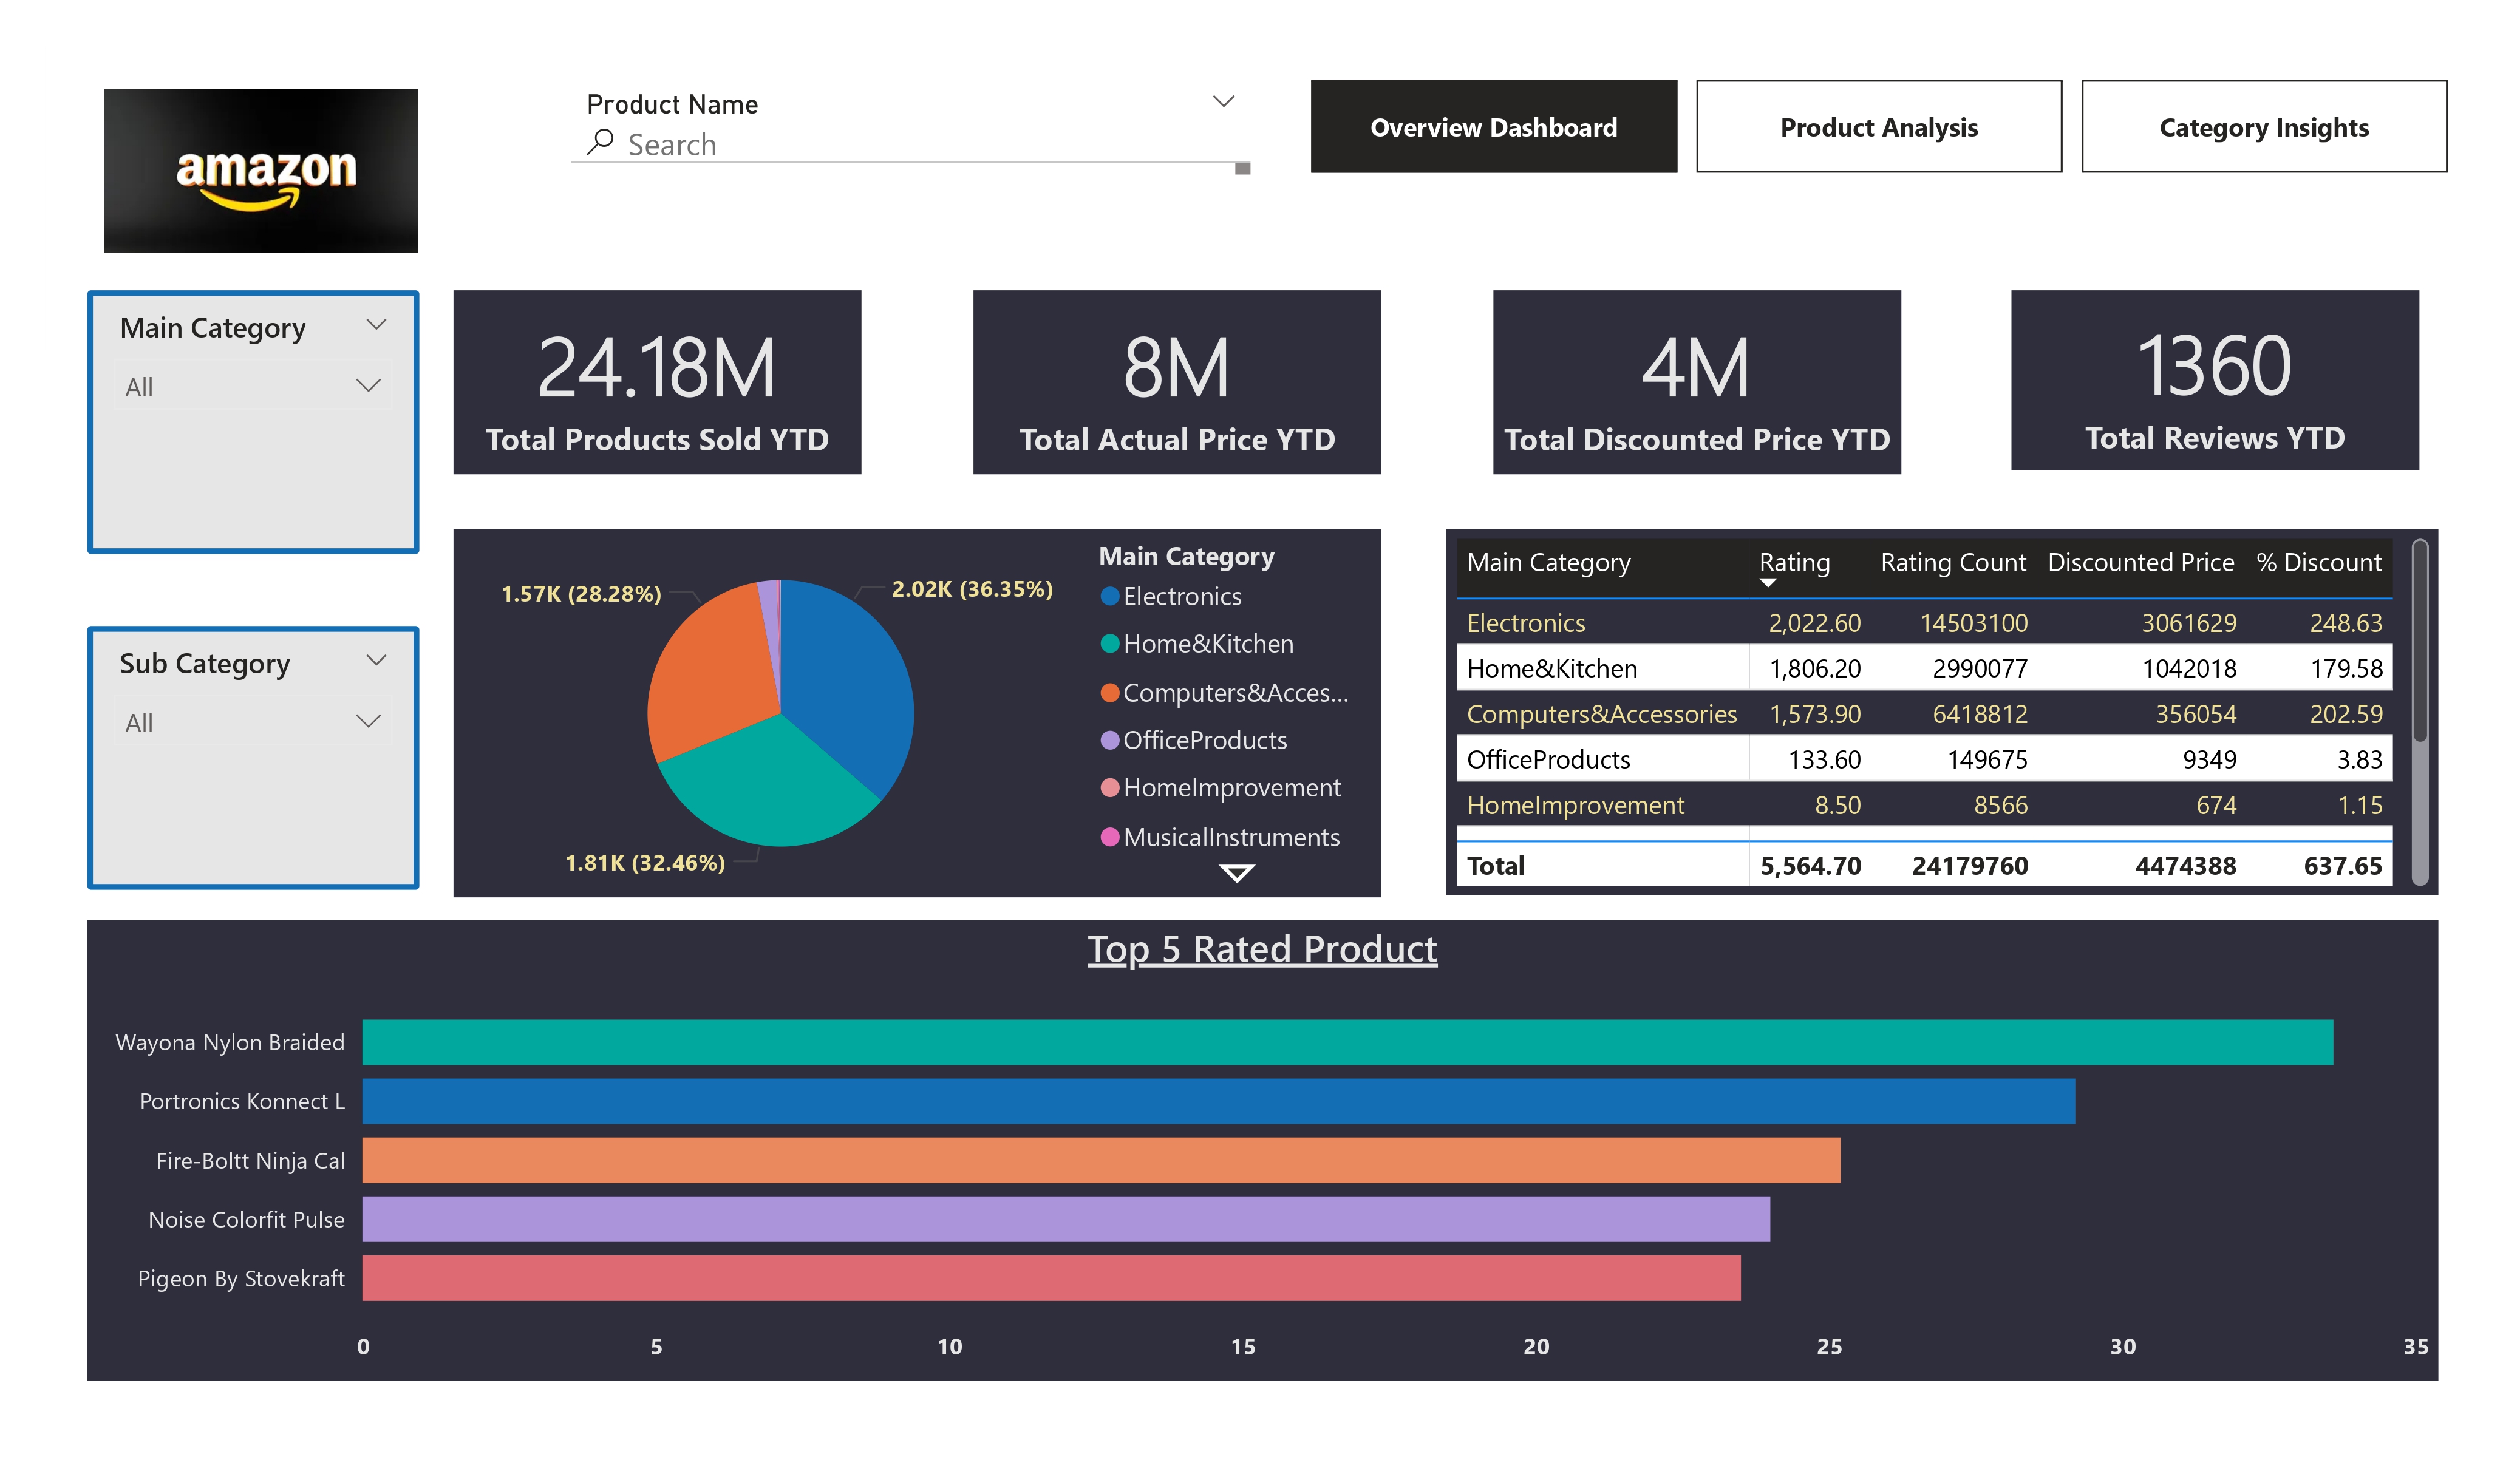 amazon
Product Name
Search
Overview Dashboard
Product Analysis
Category Insights
Main Category
All
Sub Category
All
24.18M
Total Products Sold YTD
8M
Total Actual Price YTD
4M
Total Discounted Price YTD
1360
Total Reviews YTD
1.57K (28.28%)
2.02K (36.35%)
1.81K (32.46%)
Main Category
Electronics
Home&Kitchen
Computers&Acces...
OfficeProducts
HomeImprovement
MusicalInstruments
Main Category Rating Rating Count Discounted Price % Discount
Electronics 2,022.60 14503100 3061629 248.63
Home&Kitchen 1,806.20 2990077 1042018 179.58
Computers&Accessories 1,573.90 6418812 356054 202.59
OfficeProducts 133.60 149675 9349 3.83
HomeImprovement 8.50 8566 674 1.15
Total 5,564.70 24179760 4474388 637.65
Top 5 Rated Product
Wayona Nylon Braided
Portronics Konnect L
Fire-Boltt Ninja Cal
Noise Colorfit Pulse
Pigeon By Stovekraft
0 5 10 15 20 25 30 35